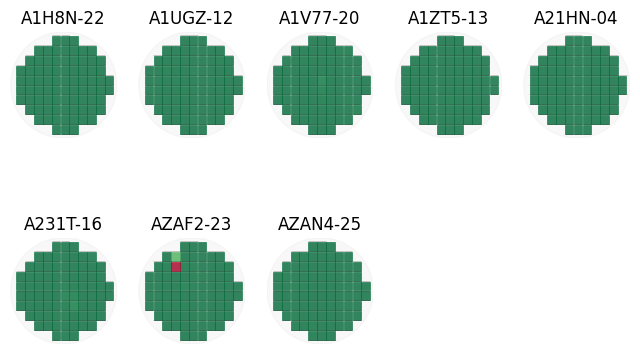 A1H8N-22
A1UGZ-12
A1V77-20
A1ZT5-13
A21HN-04
A231T-16
AZAF2-23
AZAN4-25